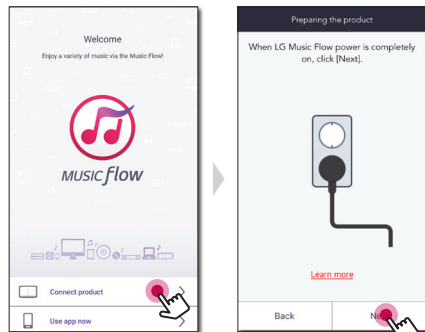 Welcome
Enjoy a variety of music via the Music Flow!
MUSIC flow
Connect product
Use app now
Preparing the product
When LG Music Flow power is completely
on, click [Next].
Learn more
Back